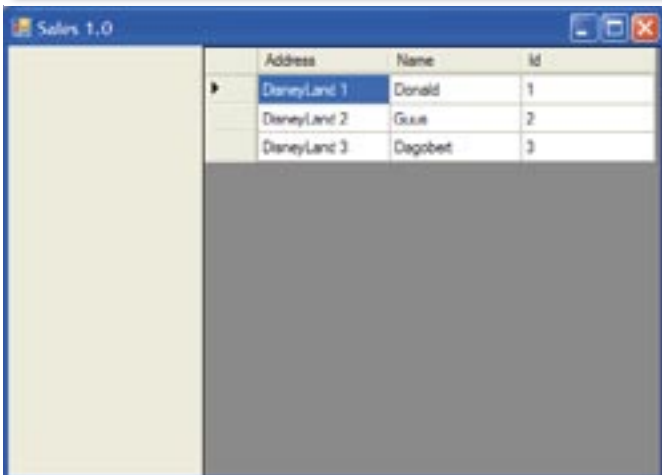 Sales 1.0
Address Name Id
DisneyLand 1 Donald 1
DisneyLand 2 Guus 2
DisneyLand 3 Dagobert 3